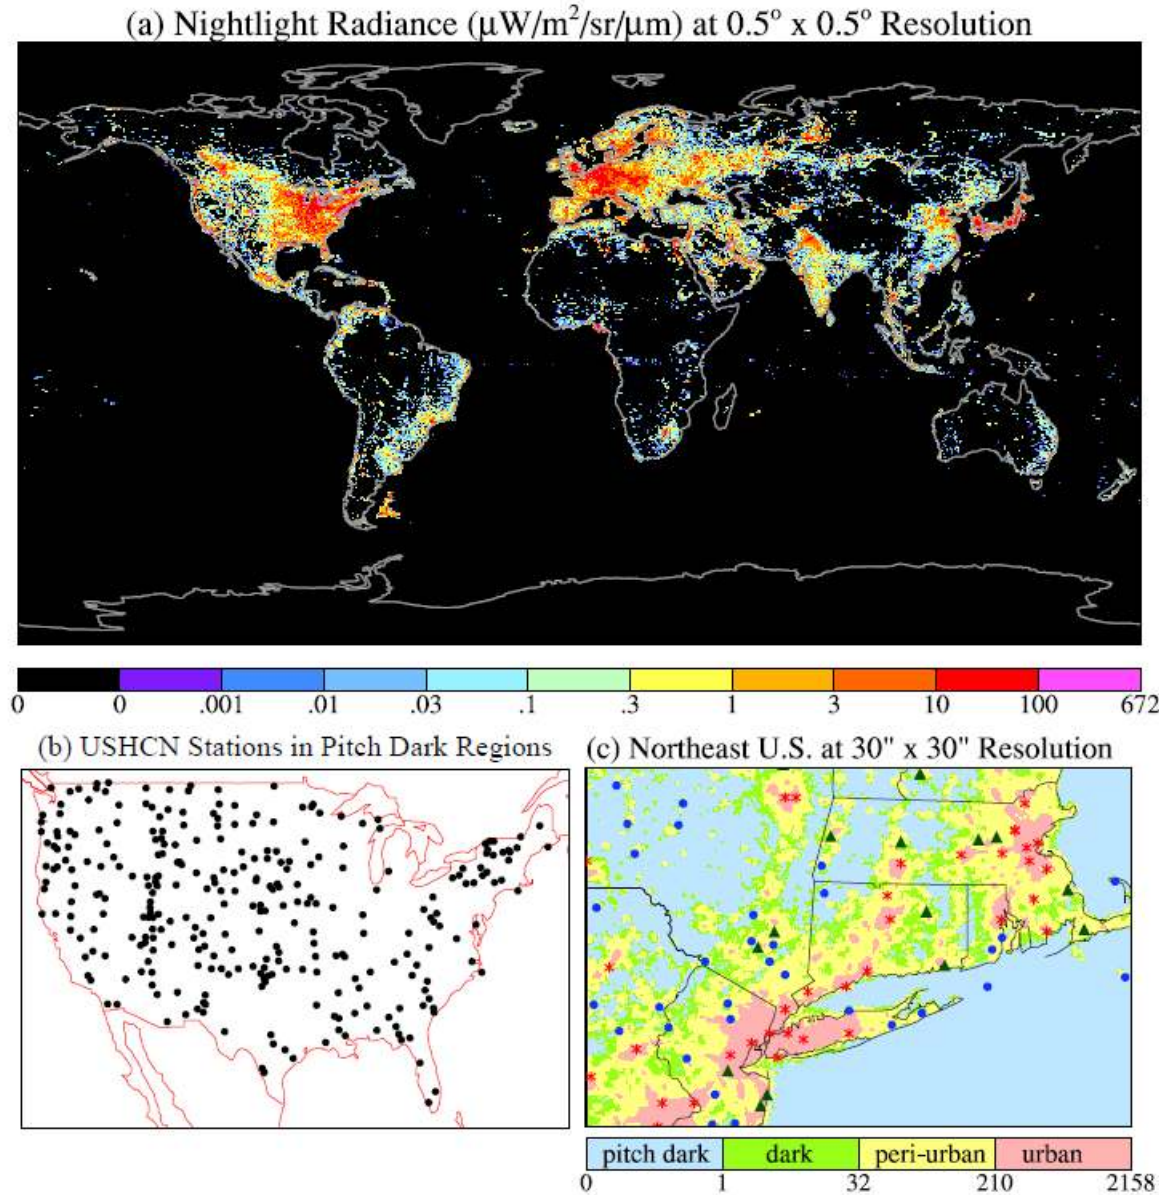 (a) Nightlight Radiance (μW/m²/sr/μm) at 0.5° x 0.5° Resolution
0 0 .001 .01 .03 .1 .3 1 3 10 100 672
(b) USHCN Stations in Pitch Dark Regions
(c) Northeast U.S. at 30" x 30" Resolution
pitch dark dark peri-urban urban
0 1 32 210 2158